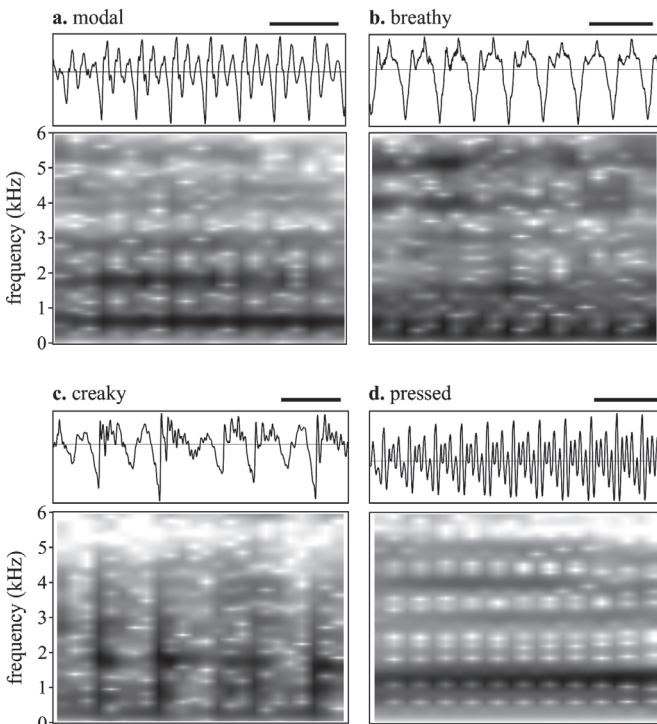 a. modal
b. breathy
6
5
4
3
2
1
0
frequency (kHz)
c. creaky
d. pressed
6
5
4
3
2
1
0
frequency (kHz)